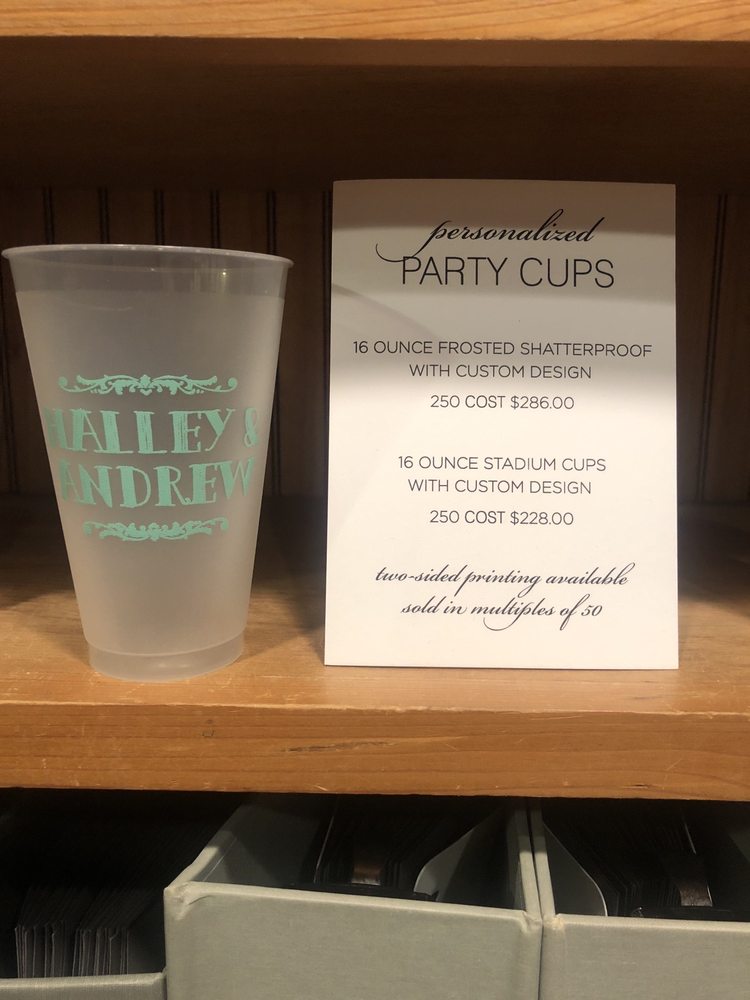 HALLEY &
ANDREW
personalized
PARTY CUPS
16 OUNCE FROSTED SHATTERPROOF
WITH CUSTOM DESIGN
250 COST $286.00
16 OUNCE STADIUM CUPS
WITH CUSTOM DESIGN
250 COST $228.00
two-sided printing available
sold in multiples of 50